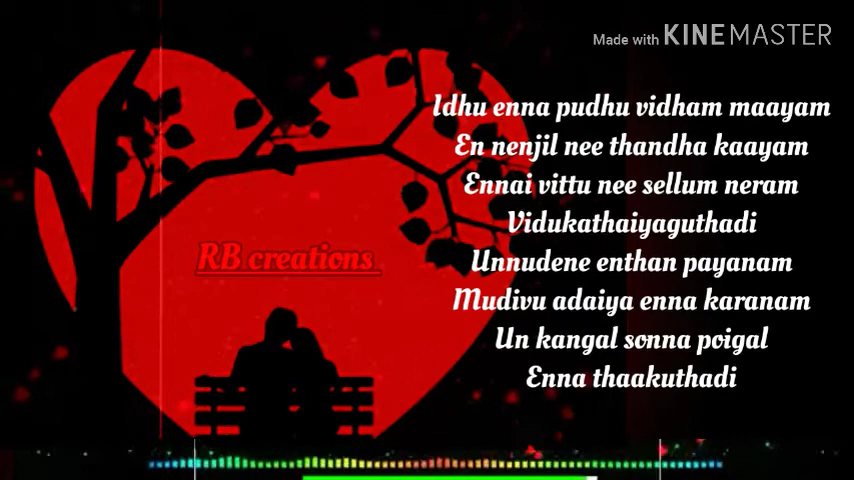 Made with KINEMASTER
Idhu enna pudhu vidham maayam
En nenjil nee thandha kaayam
Ennai vittu nee sellum neram
Vidukathaiyaguthadi
RB creations
Unnudene enthan payanam
Mudivu adaiya enna karanam
Un kangal sonna poigal
Enna thaakuthadi